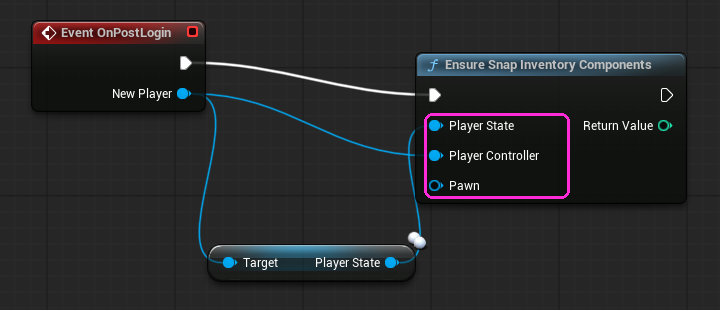 Event OnPostLogin
New Player
f Ensure Snap Inventory Components
Player State
Return Value
Player Controller
Pawn
Target
Player State